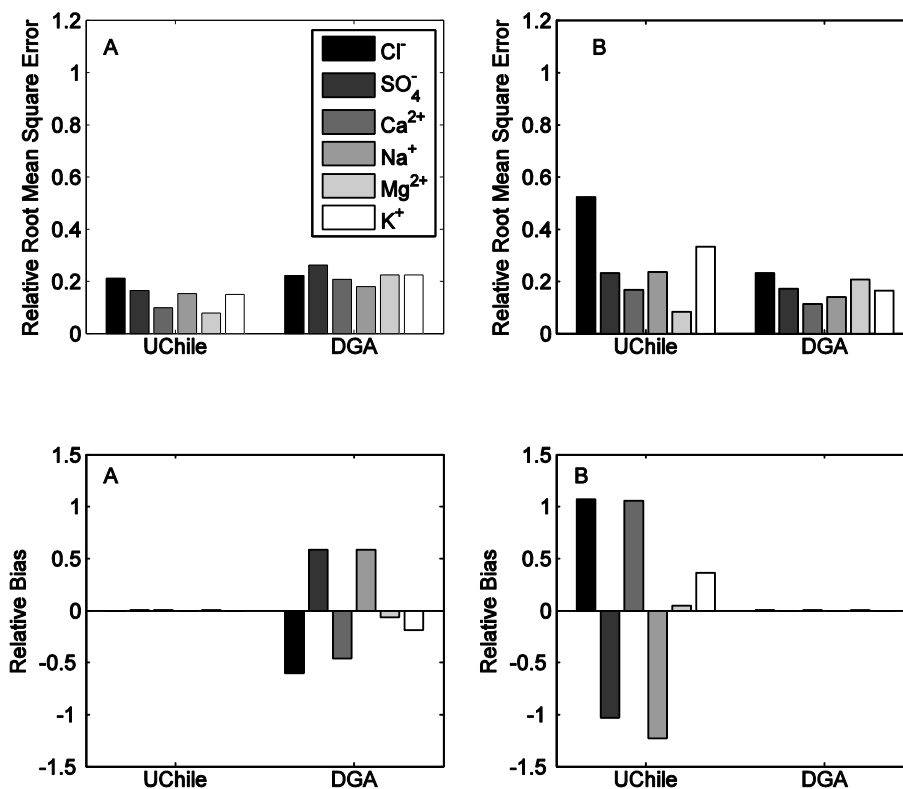 Relative Root Mean Square Error
1.2
1
0.8
0.6
0.4
0.2
0
A
Cl⁻
SO₄⁻
Ca²⁺
Na⁺
Mg²⁺
K⁺
UChile
DGA
Relative Root Mean Square Error
1.2
1
0.8
0.6
0.4
0.2
0
B
UChile
DGA
Relative Bias
1.5
1
0.5
0
-0.5
-1
-1.5
A
UChile
DGA
Relative Bias
1.5
1
0.5
0
-0.5
-1
-1.5
B
UChile
DGA